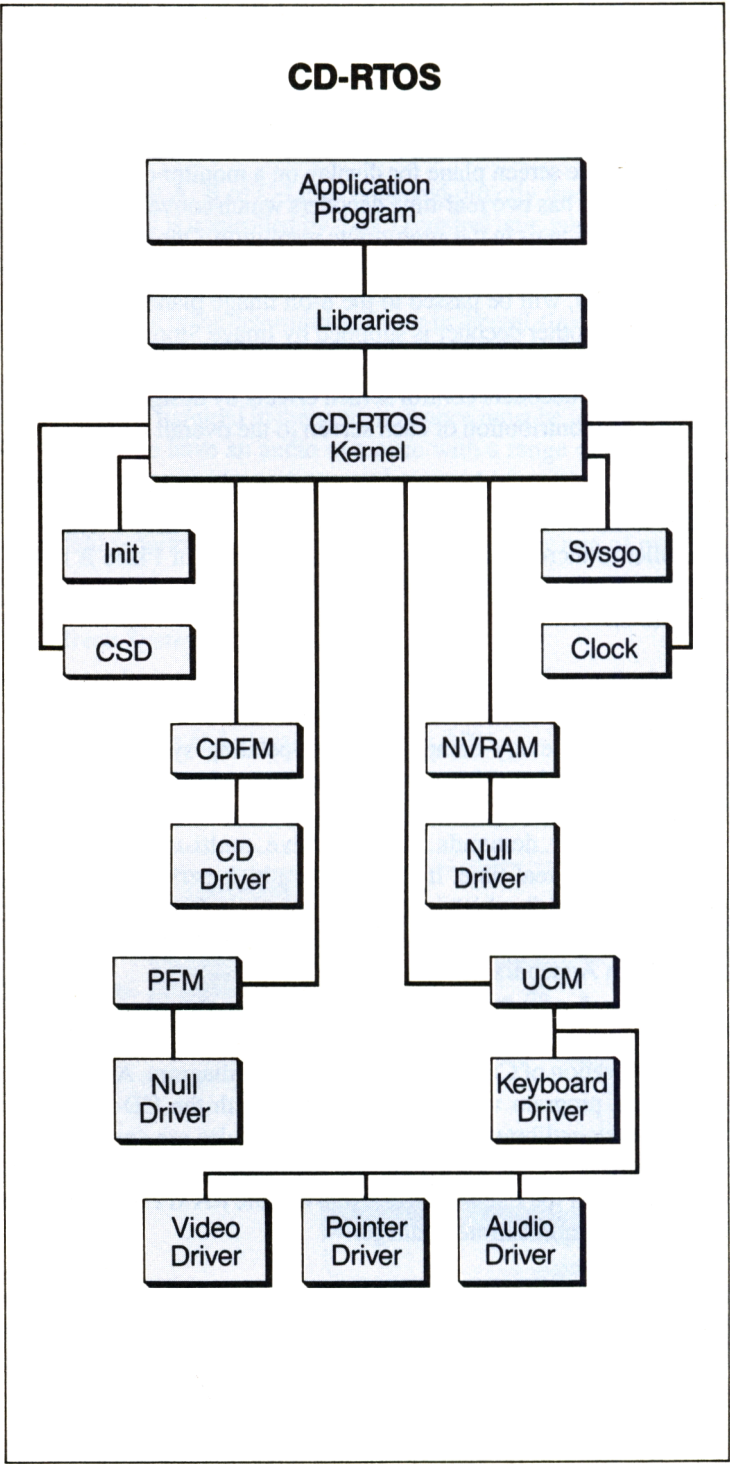 CD-RTOS
Application
Program
Libraries
CD-RTOS
Kernel
Init
Sysgo
CSD
Clock
CDFM
NVRAM
CD
Driver
Null
Driver
PFM
UCM
Null
Driver
Keyboard
Driver
Video
Driver
Pointer
Driver
Audio
Driver